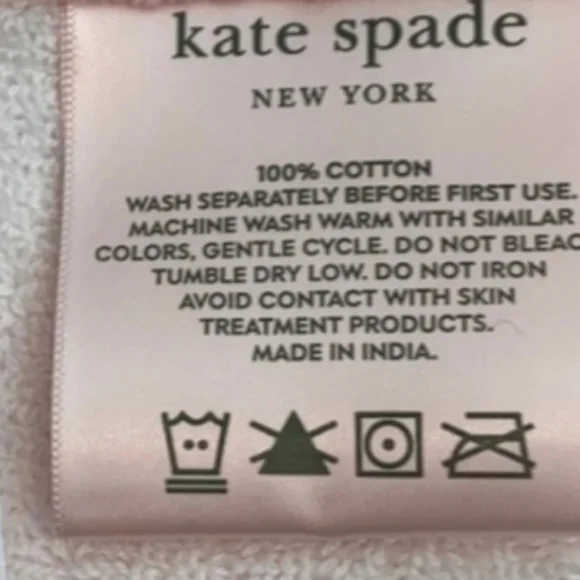 kate spade
NEW YORK
100% COTTON
WASH SEPARATELY BEFORE FIRST USE.
MACHINE WASH WARM WITH SIMILAR
COLORS, GENTLE CYCLE. DO NOT BLEAC
TUMBLE DRY LOW. DO NOT IRON
AVOID CONTACT WITH SKIN
TREATMENT PRODUCTS.
MADE IN INDIA.